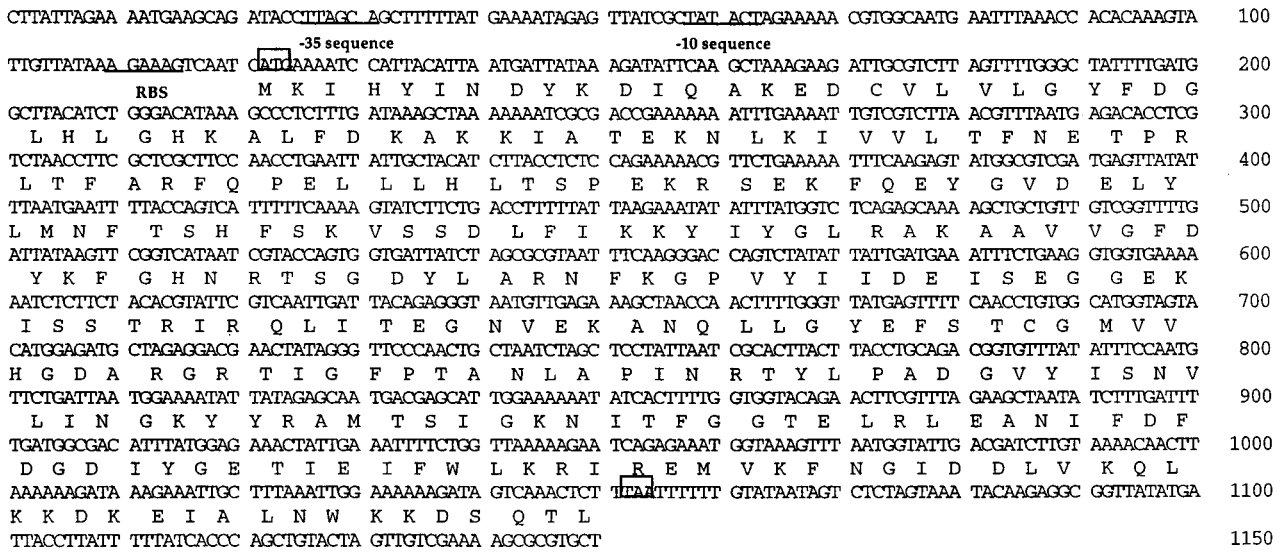 CTTATTAGAA AATGAAGCAG ATACCTTAGC AGCTTTTTAT GAAAATAGAG TTATCGCTAT ACTAGAAAAA CGTGGCAATG AATTTAAACC ACACAAAGTA 100
-35 sequence -10 sequence
TTGTTATAAA AGAAAGTCAAT CATGAAAATC CATTACATTA ATGATTATAA AGATATTCAA GCTAAAGAAG ATTGCGTCTT AGTTTTGGGC TATTTTGATG 200
RBS M K I H Y I N D Y K D I Q A K E D C V L V L G Y F D G
GCTTACATCT GGGACATAAA GCCCTCTTTG ATAAAGCTAA AAAAATCGCG ACCGAAAAAA ATTTGAAAAT TGTCGTCTTA ACGTTTAATG AGACACCTCG 300
L H L G H K A L F D K A K K I A T E K N L K I V V L T F N E T P R
TCTAACCTTC GCTCGCTTCC AACCTGAATT ATTGCTACAT CTTACCTCTC CAGAAAAACG TTCTGAAAAA TTTCAAGAGT ATGGCGTCGA TGAGTTATAT 400
L T F A R F Q P E L L L H L T S P E K R S E K F Q E Y G V D E L Y
TTAATGAATT TTACCAGTCA TTTTTCAAAA GTATCTTCTG ACCTTTTTAT TAAGAAATAT ATTTATGGTC TCAGAGCAAA AGCTGCTGTT GTCGGTTTTG 500
L M N F T S H F S K V S S D L F I K K Y I Y G L R A K A A V V G F D
ATTATAAGTT CGGTCATAAT CGTACCAGTG GTGATTATCT AGCGCGTAAT TTCAAGGGAC CAGTCTATAT TATTGATGAA ATTTCTGAAG GTGGTGAAAA 600
Y K F G H N R T S G D Y L A R N F K G P V Y I I D E I S E G G E K
AATCTCTTCT ACACGTATTC GTCAATTGAT TACAGAGGGT AATGTTGAGA AAGCTAACCA ACTTTTGGGT TATGAGTTTT CAACCTGTGG CATGGTAGTA 700
I S S T R I R Q L I T E G N V E K A N Q L L G Y E F S T C G M V V
CATGGAGATG CTAGAGGACG AACTATAGGG TTCCCAACTG CTAATCTAGC TCCTATTAAT CGCACTTACT TACCTGCAGA CGGTGTTTAT ATTTCCAATG 800
H G D A R G R T I G F P T A N L A P I N R T Y L P A D G V Y I S N V
TTCTGATTAA TGGAAAATAT TATAGAGCAA TGACGAGCAT TGGAAAAAAT ATCACTTTTG GTGGTACAGA ACTTCGTTTA GAAGCTAATA TCTTTGATTT 900
L I N G K Y Y R A M T S I G K N I T F G G T E L R L E A N I F D F
TGATGGCGAC ATTTATGGAG AAACTATTGA AATTTTCTGG TTAAAAAGAA TCAGAGAAAT GGTAAAGTTT AATGGTATTG ACGATCTTGT AAAACAACTT 1000
D G D I Y G E T I E I F W L K R I R E M V K F N G I D D L V K Q L
AAAAAAGATA AAGAAATTGC TTTAAATTGG AAAAAAGATA GTCAAACTCT TTAATTTTTT GTATAATAGT CTCTAGTAAA TACAAGAGGC GGTTATATGA 1100
K K D K E I A L N W K K D S Q T L
TTACCTTATT TTTATCACCC AGCTGTACTA GTTGTCGAAA AGCGCGTGCT 1150